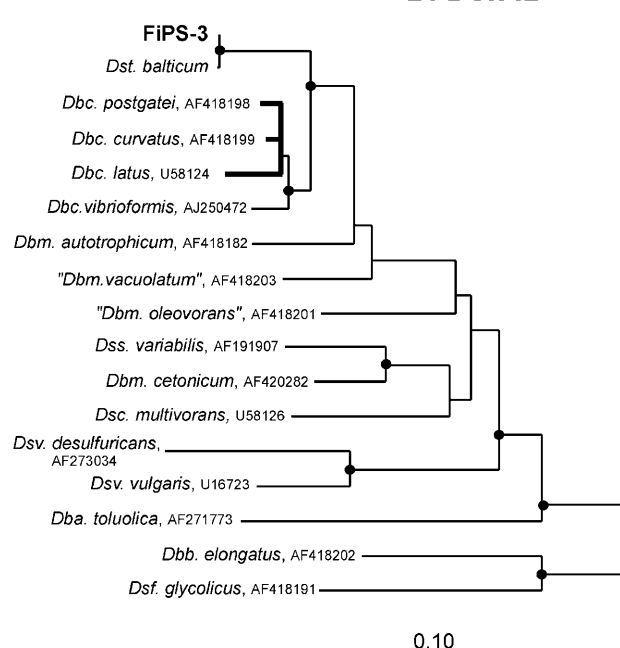 FiPS-3
Dst. balticum
Dbc. postgatei, AF418198
Dbc. curvatus, AF418199
Dbc. latus, U58124
Dbc.vibrioformis, AJ250472
Dbm. autotrophicum, AF418182
"Dbm.vacuolatum", AF418203
"Dbm. oleovorans", AF418201
Dss. variabilis, AF191907
Dbm. cetonicum, AF420282
Dsc. multivorans, U58126
Dsv. desulfuricans,
AF273034
Dsv. vulgaris, U16723
Dba. toluolica, AF271773
Dbb. elongatus, AF418202
Dsf. glycolicus, AF418191
0.10